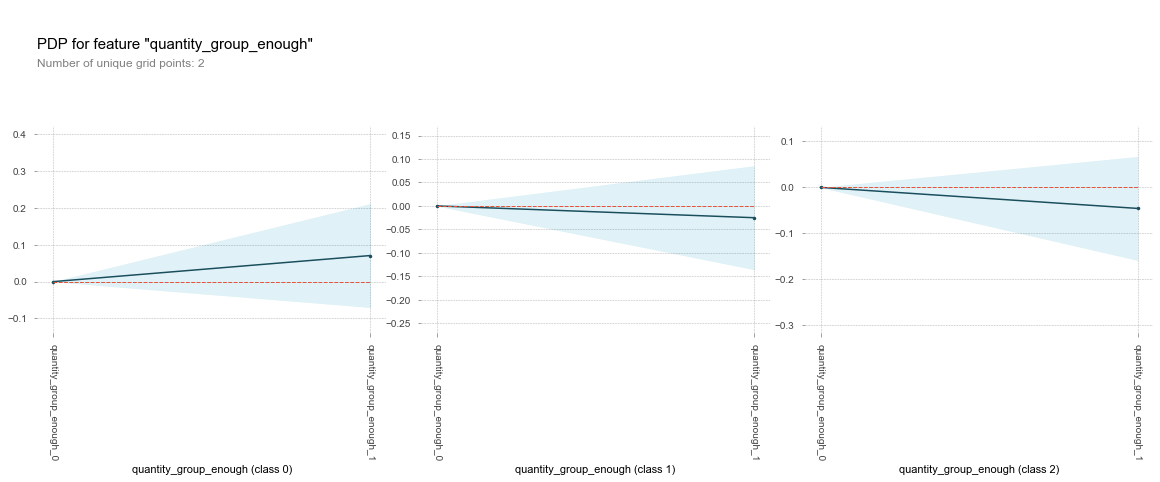 PDP for feature "quantity_group_enough"
Number of unique grid points: 2
0.4
0.3
0.2
0.1
0.0
−0.1
quantity_group_enough_0
quantity_group_enough_1
quantity_group_enough (class 0)
0.15
0.10
0.05
0.00
−0.05
−0.10
−0.15
−0.20
−0.25
quantity_group_enough_0
quantity_group_enough_1
quantity_group_enough (class 1)
0.1
0.0
−0.1
−0.2
−0.3
quantity_group_enough_0
quantity_group_enough_1
quantity_group_enough (class 2)